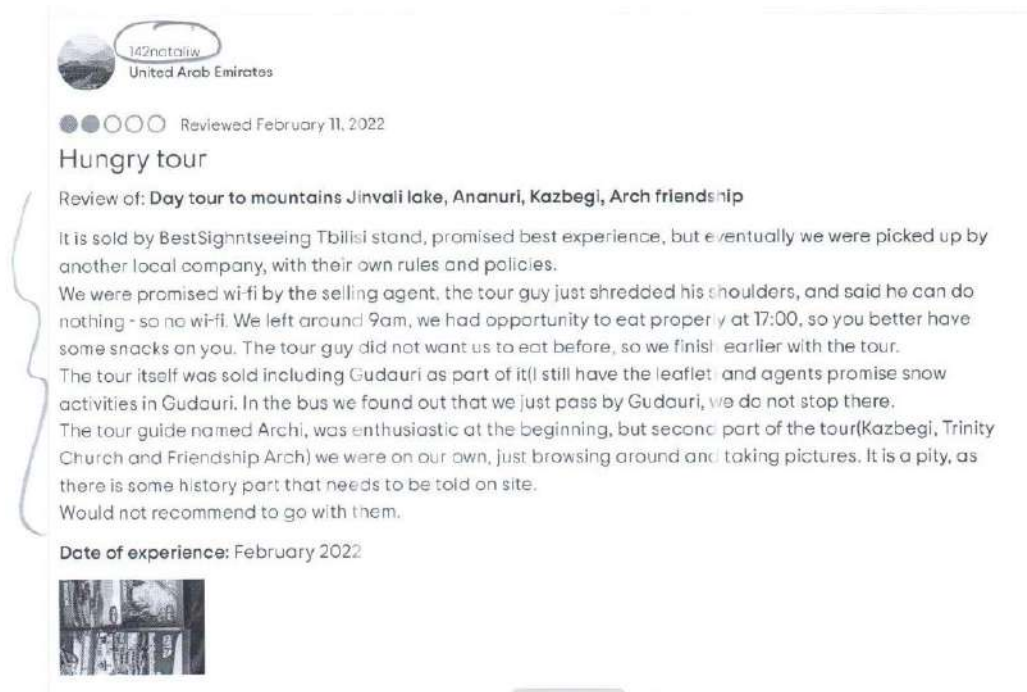 142notaliw
United Arab Emirates
Reviewed February 11, 2022
Hungry tour
Review of: Day tour to mountains Jinvali lake, Ananuri, Kazbegi, Arch friendship
It is sold by BestSighntseeing Tbilisi stand, promised best experience, but eventually we were picked up by
another local company, with their own rules and policies.
We were promised wi-fi by the selling agent, the tour guy just shredded his shoulders, and said he can do
nothing - so no wi-fi. We left around 9am, we had opportunity to eat properly at 17:00, so you better have
some snacks on you. The tour guy did not want us to eat before, so we finish earlier with the tour.
The tour itself was sold including Gudauri as part of it(I still have the leaflet) and agents promise snow
activities in Gudauri. In the bus we found out that we just pass by Gudauri, we do not stop there.
The tour guide named Archi, was enthusiastic at the beginning, but second part of the tour(Kazbegi, Trinity
Church and Friendship Arch) we were on our own, just browsing around and taking pictures. It is a pity, as
there is some history part that needs to be told on site.
Would not recommend to go with them.
Date of experience: February 2022